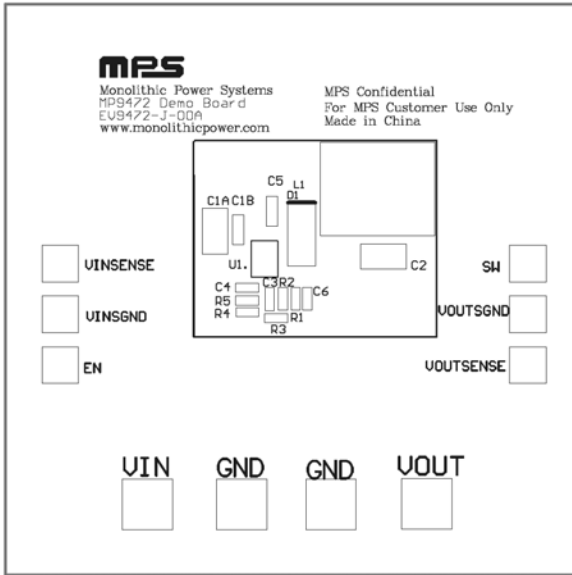 MPS
Monolithic Power Systems
MP9472 Demo Board
EV9472-J-00A
www.monolithicpower.com
MPS Confidential
For MPS Customer Use Only
Made in China
C5
L1
D1
C1A C1B
U1.
C2
C4
R5
R4
C3 R2
C6
R1
R3
VINSENSE
VINSGND
EN
SW
VOUTSGND
VOUTSENSE
VIN
GND
GND
VOUT